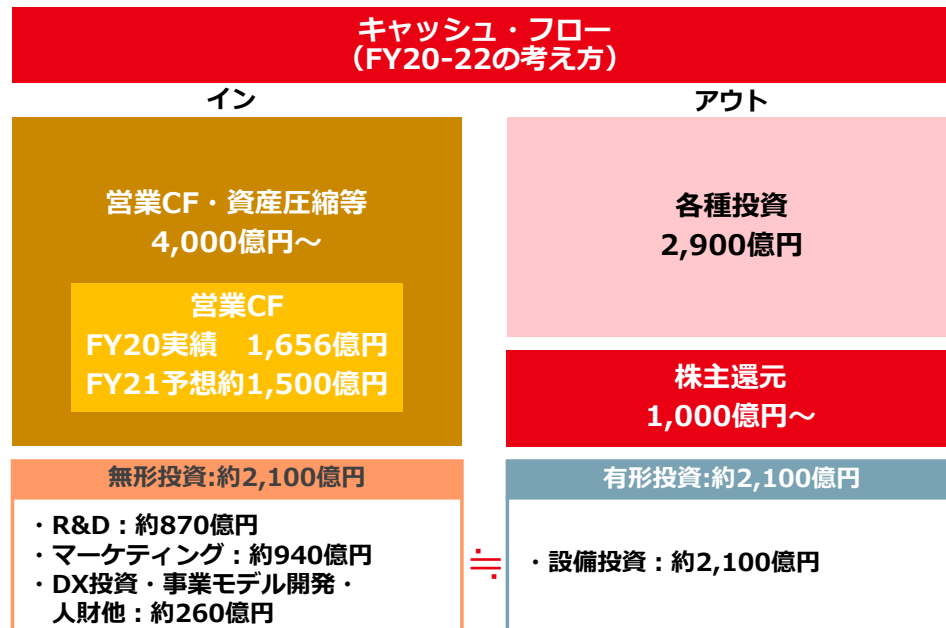 キャッシュ・フロー
(FY20-22の考え方)
イン
アウト
営業CF・資産圧縮等
4,000億円～
営業CF
FY20実績　1,656億円
FY21予想約1,500億円
各種投資
2,900億円
株主還元
1,000億円～
無形投資:約2,100億円
・R&D：約870億円
・マーケティング：約940億円
・DX投資・事業モデル開発・
人財他：約260億円
≒
有形投資:約2,100億円
・設備投資：約2,100億円